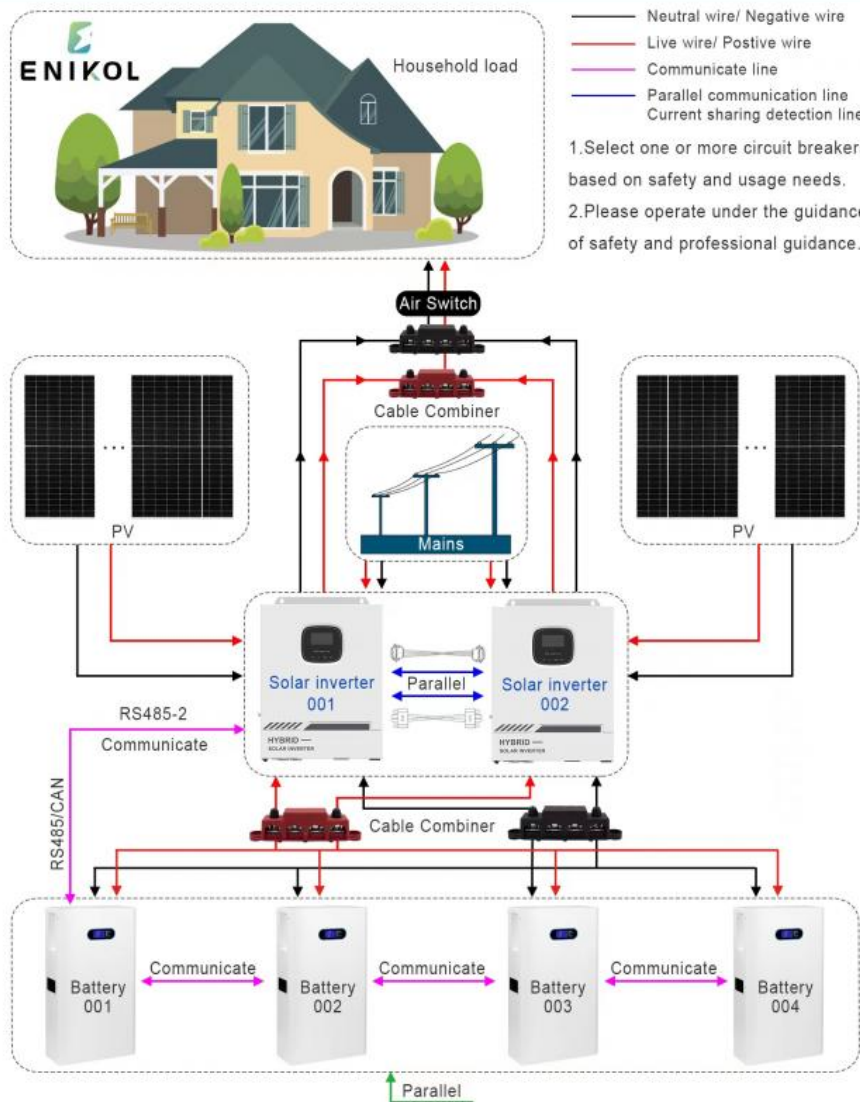 ENIKOL
Household load
Neutral wire/ Negative wire
Live wire/ Postive wire
Communicate line
Parallel communication line
Current sharing detection line
1.Select one or more circuit breaker
based on safety and usage needs.
2.Please operate under the guidance
of safety and professional guidance.
Air Switch
Cable Combiner
PV
Mains
PV
Solar inverter
001
Parallel
Solar inverter
002
HYBRID
SOLAR INVERTER
HYBRID
SOLAR INVERTER
RS485-2
Communicate
RS485/CAN
Cable Combiner
Battery
001
Communicate
Battery
002
Communicate
Battery
003
Communicate
Battery
004
Parallel